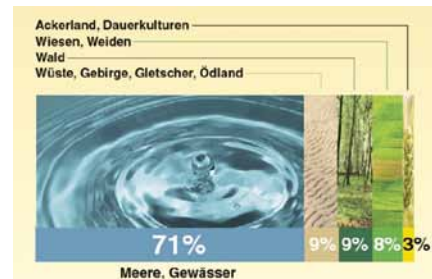 Ackerland, Dauerkulturen
Wiesen, Weiden
Wald
Wüste, Gebirge, Gletscher, Ödland
71% 9% 9% 8% 3%
Meere, Gewässer